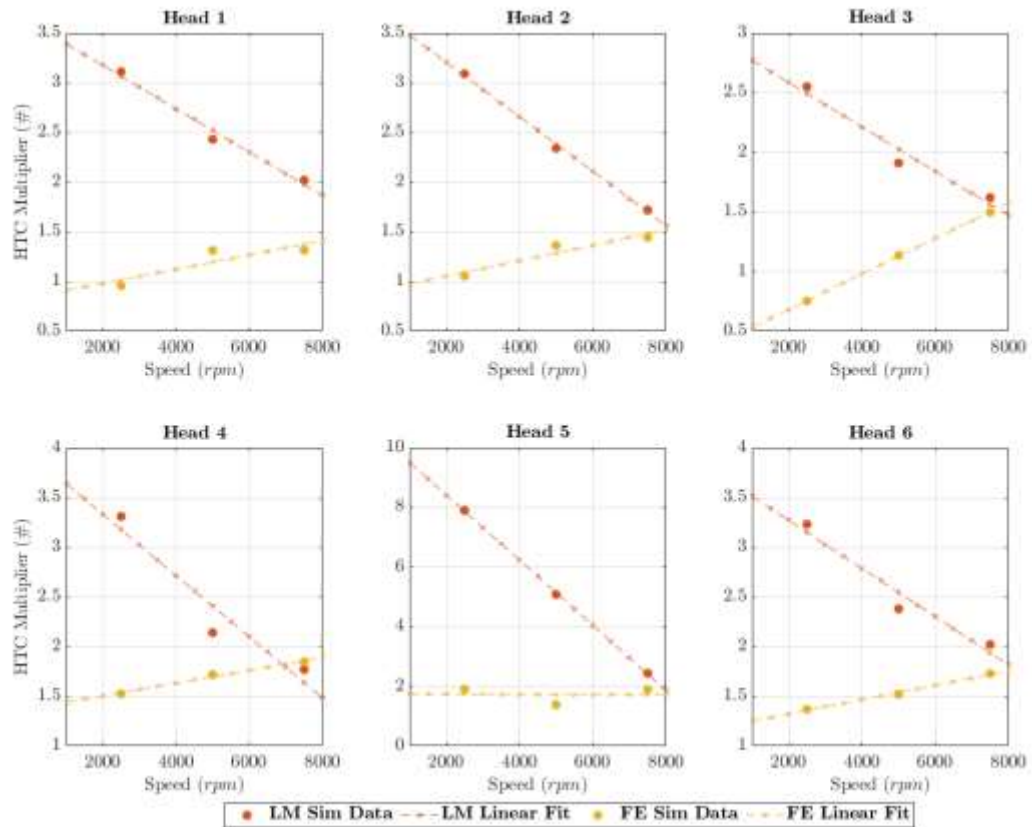 Head 1
Head 2
Head 3
3.5
3
2.5
2
1.5
1
0.5
HTC Multiplier (#)
2000 4000 6000 8000
Speed (rpm)
3.5
3
2.5
2
1.5
1
0.5
2000 4000 6000 8000
Speed (rpm)
3
2.5
2
1.5
1
0.5
2000 4000 6000 8000
Speed (rpm)
Head 4
Head 5
Head 6
4
3.5
3
2.5
2
1.5
1
HTC Multiplier (#)
2000 4000 6000 8000
Speed (rpm)
10
8
6
4
2
0
2000 4000 6000 8000
Speed (rpm)
4
3.5
3
2.5
2
1.5
1
2000 4000 6000 8000
Speed (rpm)
LM Sim Data LM Linear Fit FE Sim Data FE Linear Fit